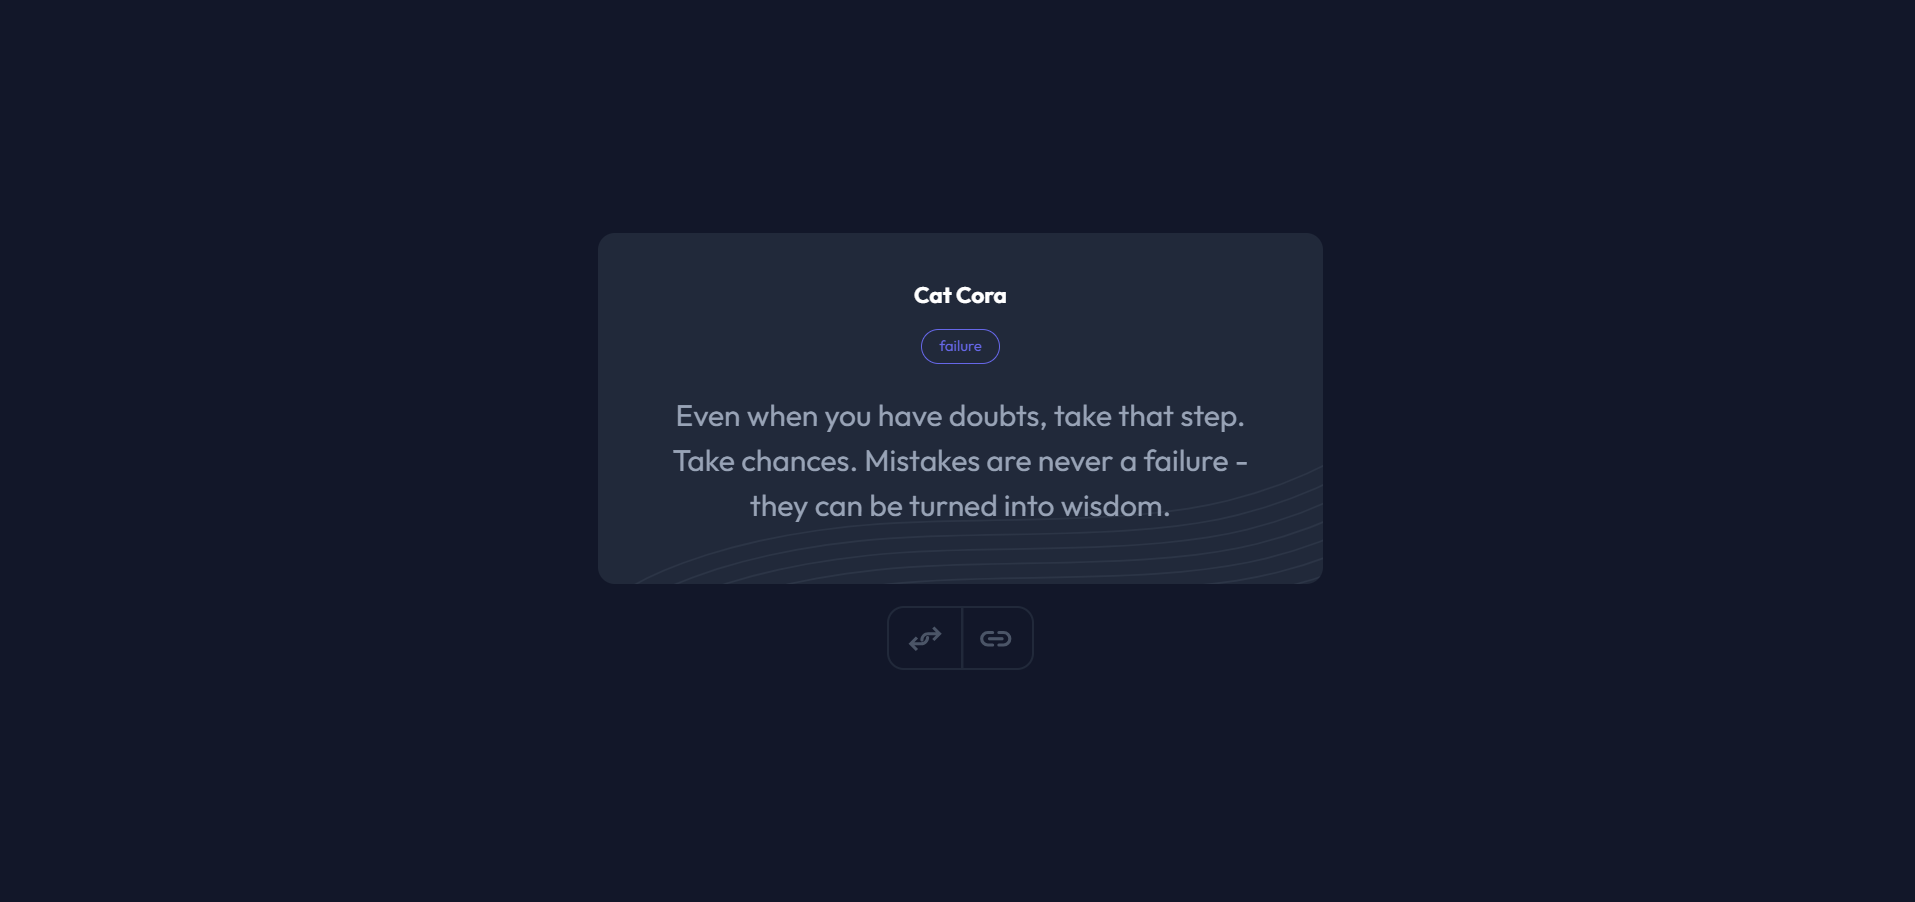 Cat Cora
failure
Even when you have doubts, take that step.
Take chances. Mistakes are never a failure -
they can be turned into wisdom.